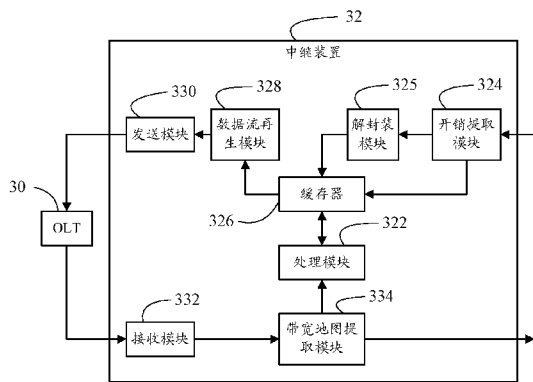 32
中继装置
330
328
325
324
发送模块
数据流再
生模块
解封装
模块
开销提取
模块
30
OLT
缓存器
326
322
处理模块
332
334
接收模块
带宽地图提
取模块